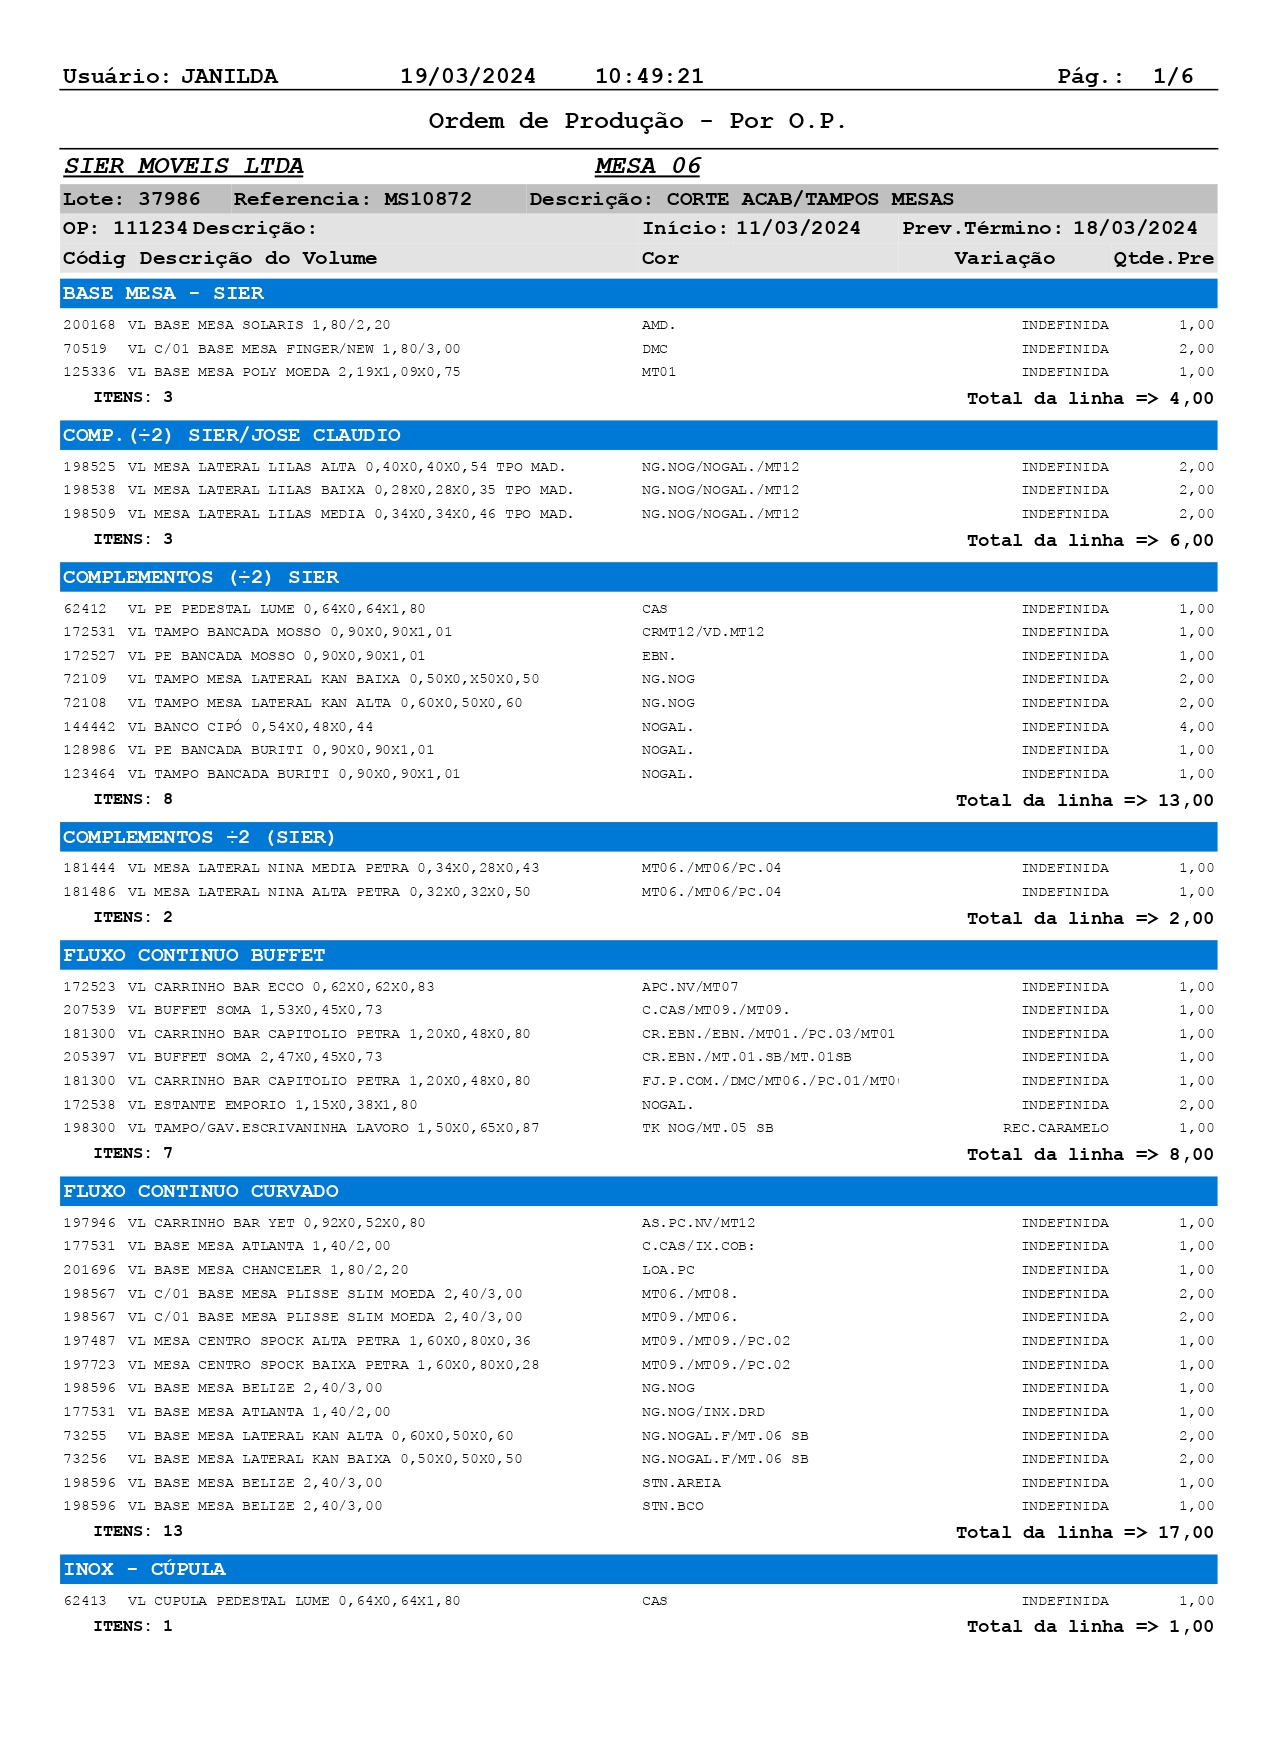 Usuário: JANILDA 19/03/2024 10:49:21 Pág.: 1/6
Ordem de Produção - Por O.P.
SIER MOVEIS LTDA MESA 06
Lote: 37986 Referencia: MS10872 Descrição: CORTE ACAB/TAMPOS MESAS
OP: 111234 Descrição: Início: 11/03/2024 Prev.Término: 18/03/2024
Códig Descrição do Volume Cor Variação Qtde.Pre
BASE MESA - SIER
200168 VL BASE MESA SOLARIS 1,80/2,20 AMD. INDEFINIDA 1,00
70519 VL C/01 BASE MESA FINGER/NEW 1,80/3,00 DMC INDEFINIDA 2,00
125336 VL BASE MESA POLY MOEDA 2,19X1,09X0,75 MT01 INDEFINIDA 1,00
ITENS: 3 Total da linha => 4,00
COMP.(÷2) SIER/JOSE CLAUDIO
198525 VL MESA LATERAL LILAS ALTA 0,40X0,40X0,54 TPO MAD. NG.NOG/NOGAL./MT12 INDEFINIDA 2,00
198538 VL MESA LATERAL LILAS BAIXA 0,28X0,28X0,35 TPO MAD. NG.NOG/NOGAL./MT12 INDEFINIDA 2,00
198509 VL MESA LATERAL LILAS MEDIA 0,34X0,34X0,46 TPO MAD. NG.NOG/NOGAL./MT12 INDEFINIDA 2,00
ITENS: 3 Total da linha => 6,00
COMPLEMENTOS (÷2) SIER
62412 VL PE PEDESTAL LUME 0,64X0,64X1,80 CAS INDEFINIDA 1,00
172531 VL TAMPO BANCADA MOSSO 0,90X0,90X1,01 CRMT12/VD.MT12 INDEFINIDA 1,00
172527 VL PE BANCADA MOSSO 0,90X0,90X1,01 EBN. INDEFINIDA 1,00
72109 VL TAMPO MESA LATERAL KAN BAIXA 0,50X0,X50X0,50 NG.NOG INDEFINIDA 2,00
72108 VL TAMPO MESA LATERAL KAN ALTA 0,60X0,50X0,60 NG.NOG INDEFINIDA 2,00
144442 VL BANCO CIPÓ 0,54X0,48X0,44 NOGAL. INDEFINIDA 4,00
128986 VL PE BANCADA BURITI 0,90X0,90X1,01 NOGAL. INDEFINIDA 1,00
123464 VL TAMPO BANCADA BURITI 0,90X0,90X1,01 NOGAL. INDEFINIDA 1,00
ITENS: 8 Total da linha => 13,00
COMPLEMENTOS ÷2 (SIER)
181444 VL MESA LATERAL NINA MEDIA PETRA 0,34X0,28X0,43 MT06./MT06/PC.04 INDEFINIDA 1,00
181486 VL MESA LATERAL NINA ALTA PETRA 0,32X0,32X0,50 MT06./MT06/PC.04 INDEFINIDA 1,00
ITENS: 2 Total da linha => 2,00
FLUXO CONTINUO BUFFET
172523 VL CARRINHO BAR ECCO 0,62X0,62X0,83 APC.NV/MT07 INDEFINIDA 1,00
207539 VL BUFFET SOMA 1,53X0,45X0,73 C.CAS/MT09./MT09. INDEFINIDA 1,00
181300 VL CARRINHO BAR CAPITOLIO PETRA 1,20X0,48X0,80 CR.EBN./EBN./MT01./PC.03/MT01 INDEFINIDA 1,00
205397 VL BUFFET SOMA 2,47X0,45X0,73 CR.EBN./MT.01.SB/MT.01SB INDEFINIDA 1,00
181300 VL CARRINHO BAR CAPITOLIO PETRA 1,20X0,48X0,80 FJ.P.COM./DMC/MT06./PC.01/MT0 INDEFINIDA 1,00
172538 VL ESTANTE EMPORIO 1,15X0,38X1,80 NOGAL. INDEFINIDA 2,00
198300 VL TAMPO/GAV.ESCRIVANINHA LAVORO 1,50X0,65X0,87 TK NOG/MT.05 SB REC.CARAMELO 1,00
ITENS: 7 Total da linha => 8,00
FLUXO CONTINUO CURVADO
197946 VL CARRINHO BAR YET 0,92X0,52X0,80 AS.PC.NV/MT12 INDEFINIDA 1,00
177531 VL BASE MESA ATLANTA 1,40/2,00 C.CAS/IX.COB: INDEFINIDA 1,00
201696 VL BASE MESA CHANCELER 1,80/2,20 LOA.PC INDEFINIDA 1,00
198567 VL C/01 BASE MESA PLISSE SLIM MOEDA 2,40/3,00 MT06./MT08. INDEFINIDA 2,00
198567 VL C/01 BASE MESA PLISSE SLIM MOEDA 2,40/3,00 MT09./MT06. INDEFINIDA 2,00
197487 VL MESA CENTRO SPOCK ALTA PETRA 1,60X0,80X0,36 MT09./MT09./PC.02 INDEFINIDA 1,00
197723 VL MESA CENTRO SPOCK BAIXA PETRA 1,60X0,80X0,28 MT09./MT09./PC.02 INDEFINIDA 1,00
198596 VL BASE MESA BELIZE 2,40/3,00 NG.NOG INDEFINIDA 1,00
177531 VL BASE MESA ATLANTA 1,40/2,00 NG.NOG/INX.DRD INDEFINIDA 1,00
73255 VL BASE MESA LATERAL KAN ALTA 0,60X0,50X0,60 NG.NOGAL.F/MT.06 SB INDEFINIDA 2,00
73256 VL BASE MESA LATERAL KAN BAIXA 0,50X0,50X0,50 NG.NOGAL.F/MT.06 SB INDEFINIDA 2,00
198596 VL BASE MESA BELIZE 2,40/3,00 STN.AREIA INDEFINIDA 1,00
198596 VL BASE MESA BELIZE 2,40/3,00 STN.BCO INDEFINIDA 1,00
ITENS: 13 Total da linha => 17,00
INOX - CÚPULA
62413 VL CUPULA PEDESTAL LUME 0,64X0,64X1,80 CAS INDEFINIDA 1,00
ITENS: 1 Total da linha => 1,00